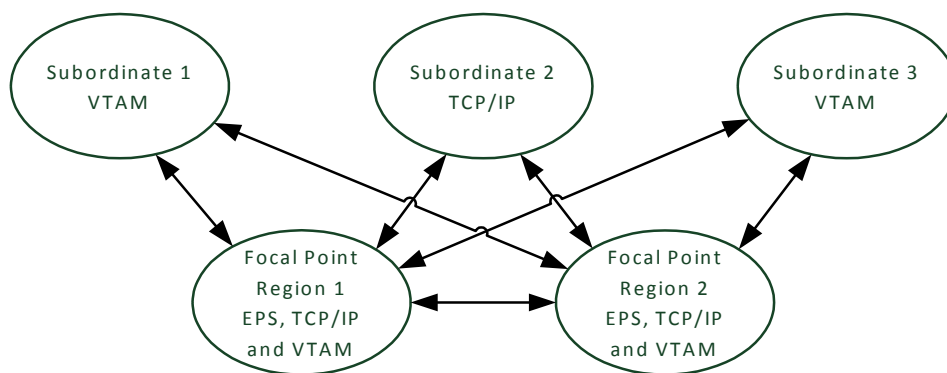 Subordinate 1
VTAM
Subordinate 2
TCP/IP
Subordinate 3
VTAM
Focal Point
Region 1
EPS, TCP/IP
and VTAM
Focal Point
Region 2
EPS, TCP/IP
and VTAM